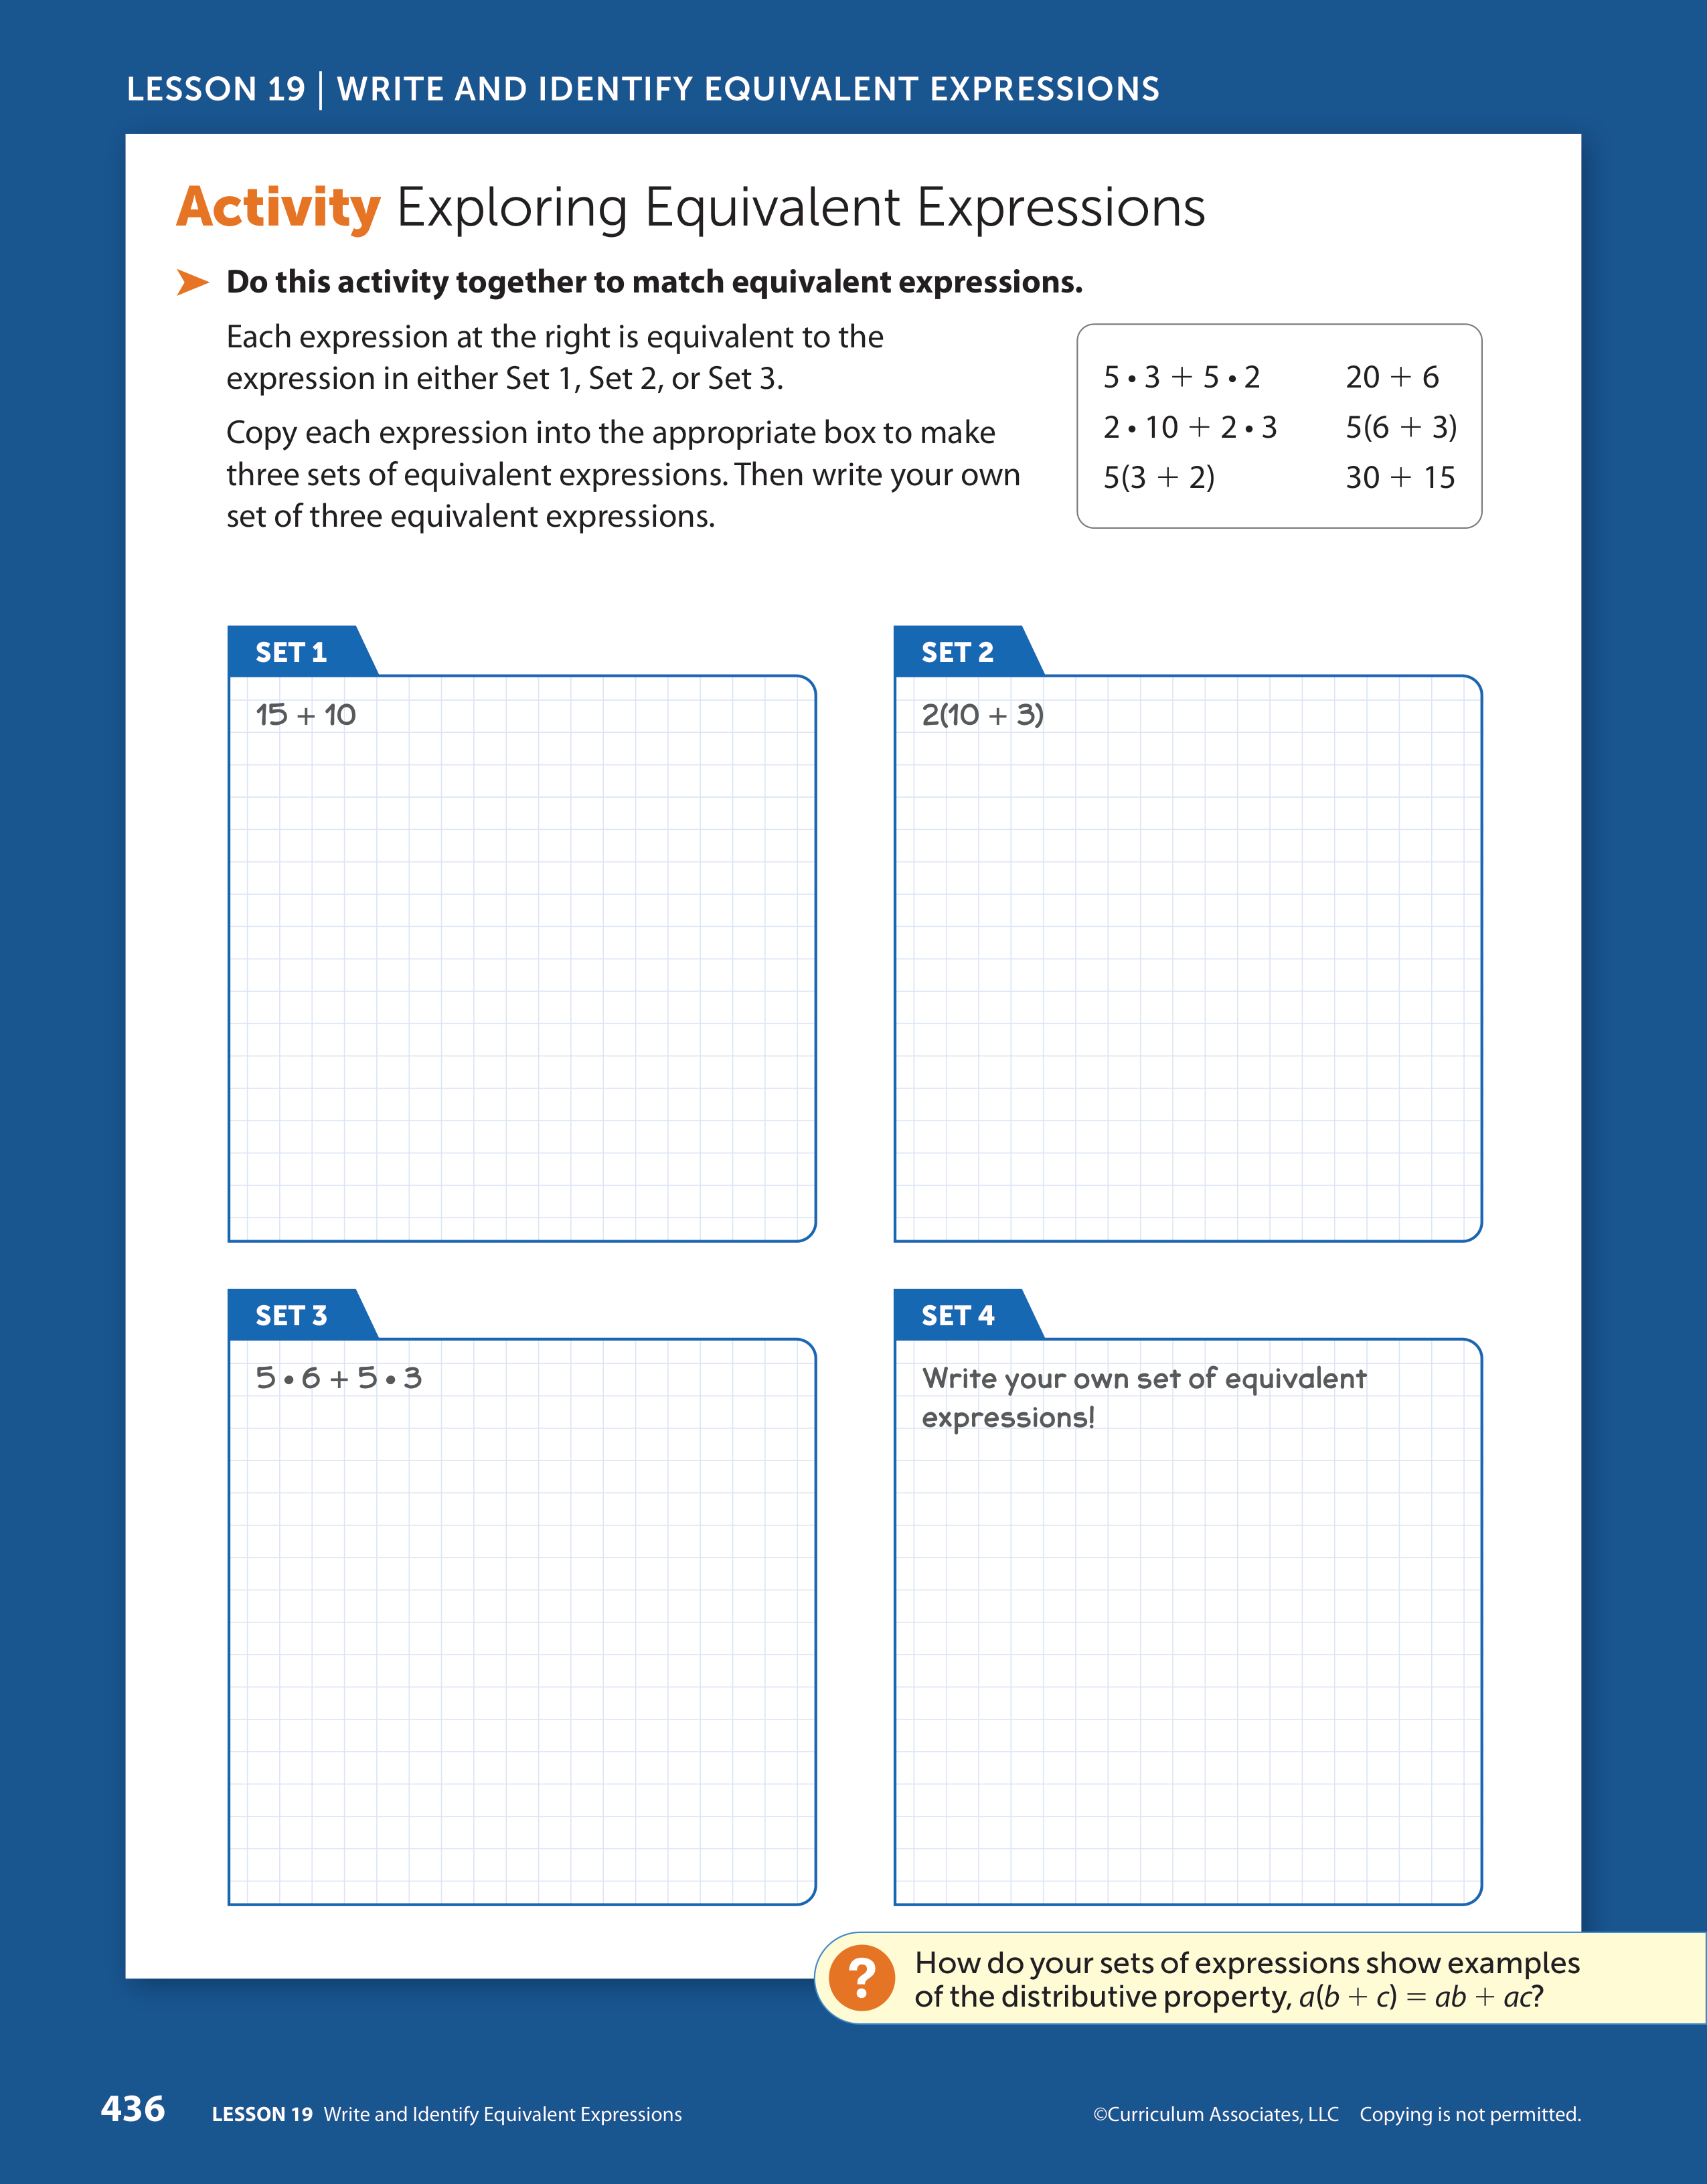 LESSON 19 | WRITE AND IDENTIFY EQUIVALENT EXPRESSIONS
Activity Exploring Equivalent Expressions
Do this activity together to match equivalent expressions.
Each expression at the right is equivalent to the
expression in either Set 1, Set 2, or Set 3.
Copy each expression into the appropriate box to make
three sets of equivalent expressions. Then write your own
set of three equivalent expressions.
5 • 3 + 5 • 2 20 + 6
2 • 10 + 2 • 3 5(6 + 3)
5(3 + 2) 30 + 15
SET 1
15 + 10
SET 2
2(10 + 3)
SET 3
5 • 6 + 5 • 3
SET 4
Write your own set of equivalent
expressions!
? How do your sets of expressions show examples
of the distributive property, a(b + c) = ab + ac?
436 LESSON 19 Write and Identify Equivalent Expressions ©Curriculum Associates, LLC Copying is not permitted.